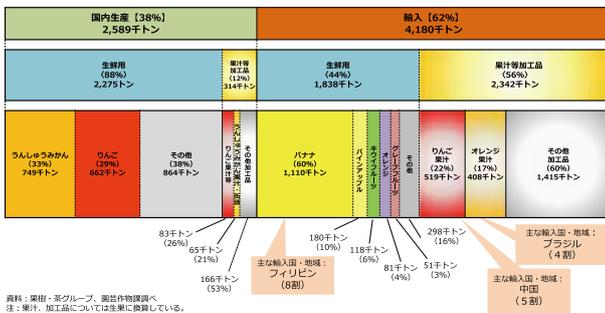 国内生産【38%】
2,589千トン
輸入【62%】
4,180千トン
生鮮用
〈88%〉
2,275千トン
果汁等
加工品
〈12%〉
314千トン
生鮮用
〈44%〉
1,838千トン
果汁等加工品
〈56%〉
2,342千トン
うんしゅうみかん
(33%)
749千トン
りんご
(29%)
662千トン
その他
(38%)
864千トン
りんご果汁等
その他加工品
バナナ
(60%)
1,110千トン
パインアップル
キウイフルーツ
オレンジ
グレープフルーツ
その他
りんご
果汁
(22%)
519千トン
オレンジ
果汁
(17%)
408千トン
その他
加工品
(60%)
1,415千トン
83千トン
(26%)
65千トン
(21%)
166千トン
(53%)
主な輸入国・地域：
フィリピン
(8割)
180千トン
(10%)
118千トン
(6%)
81千トン
(4%)
51千トン
(3%)
298千トン
(16%)
主な輸入国・地域：
ブラジル
(４割)
主な輸入国・地域：
中国
(５割)
資料：果樹・茶グループ、園芸作物課調べ
注：果汁、加工品については生果に換算している。